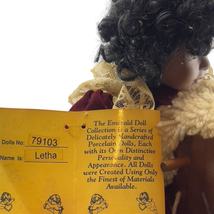 The Emerald Doll
Collection is a Series of
Delicately Handcrafted
Porcelain Dolls, Each
with its Own Distinctive
Personality and
Appearance. All Dolls
were Created Using Only
the Finest of Materials
Available.
Dolls No: 79103
Name is: Letha